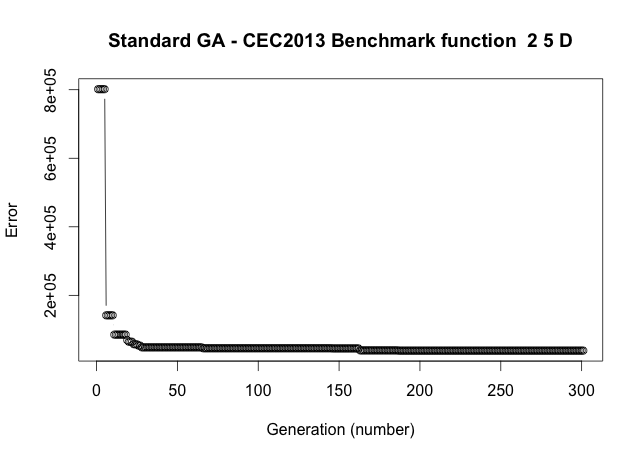 Standard GA - CEC2013 Benchmark function  2 5 D
8e+05
6e+05
4e+05
2e+05
Error
0 50 100 150 200 250 300
Generation (number)